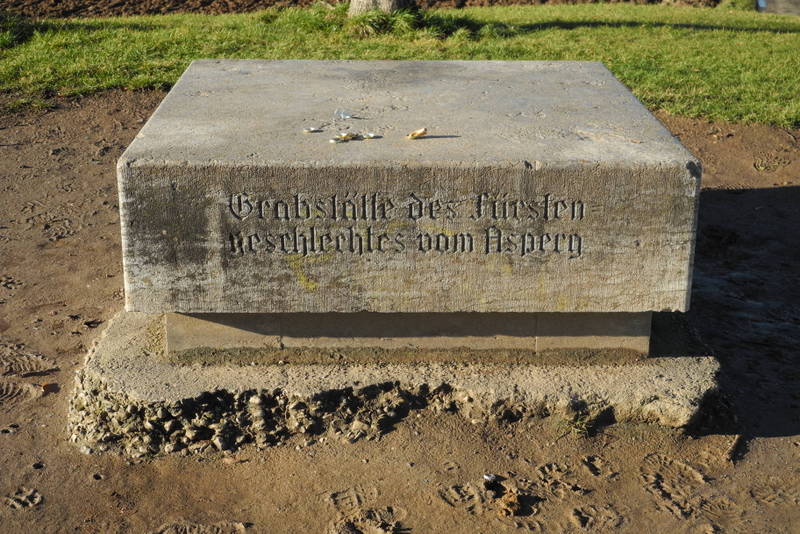 Grabstätte des Fürsten=
geschlechtes vom Asperg